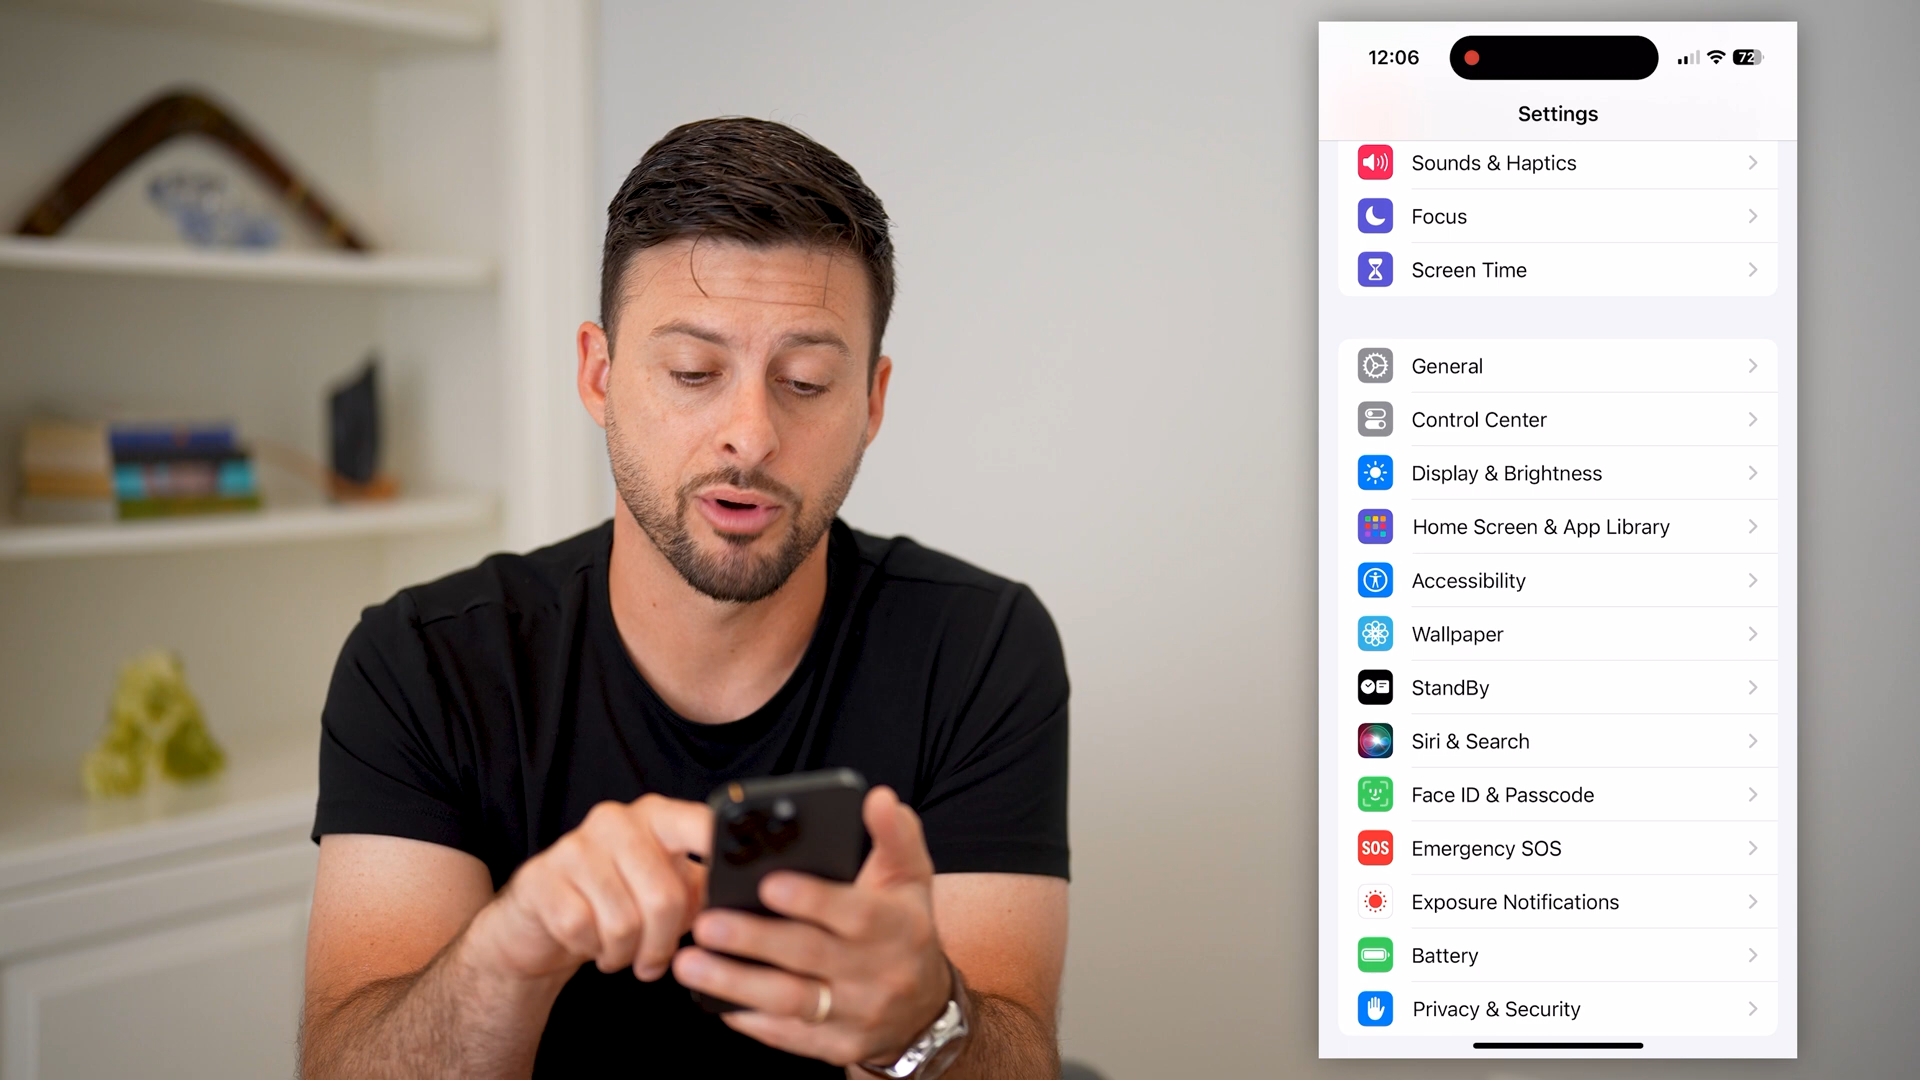 12:06
72
Settings
Sounds & Haptics
Focus
Screen Time
General
Control Center
Display & Brightness
Home Screen & App Library
Accessibility
Wallpaper
StandBy
Siri & Search
Face ID & Passcode
SOS Emergency SOS
Exposure Notifications
Battery
Privacy & Security